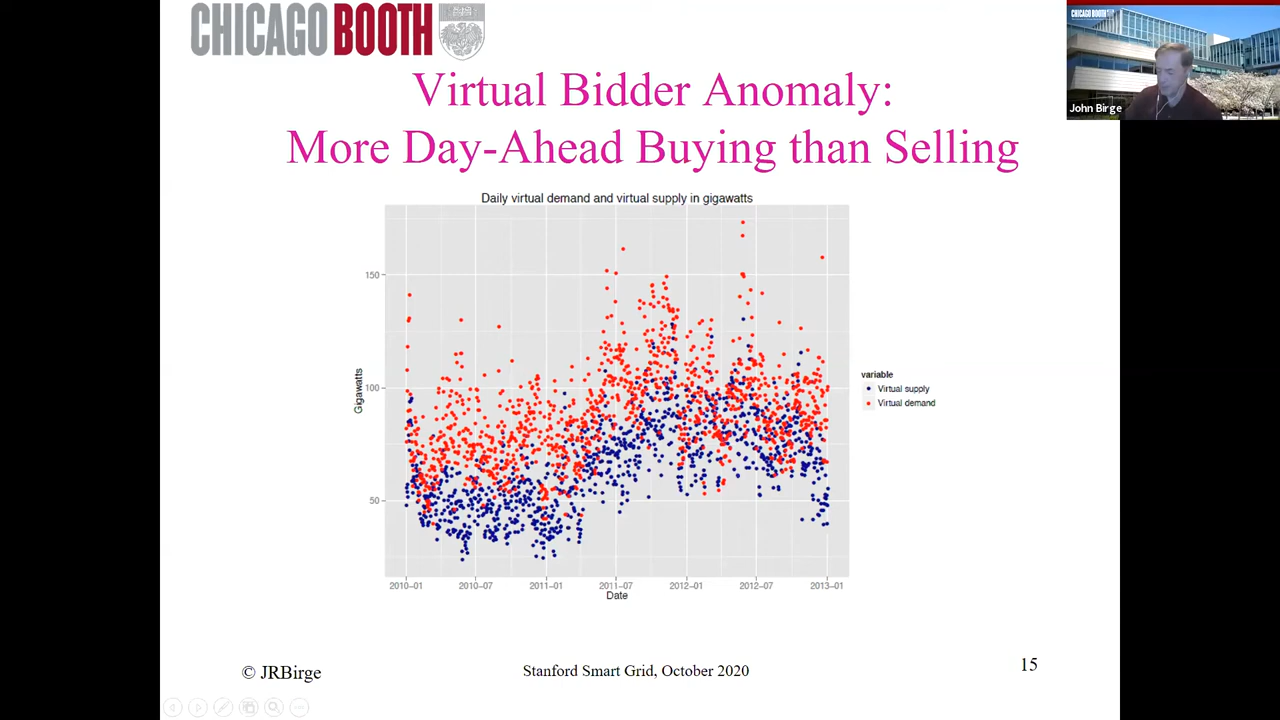 CHICAGO BOOTH
CHICAGO BOOTH
John Birge
Virtual Bidder Anomaly:
More Day-Ahead Buying than Selling
Daily virtual demand and virtual supply in gigawatts
150
100
50
Gigawatts
2010–01 2010–07 2011–01 2011–07 2012–01 2012–07 2013–01
Date
variable
Virtual supply
Virtual demand
© JRBirge
Stanford Smart Grid, October 2020
15